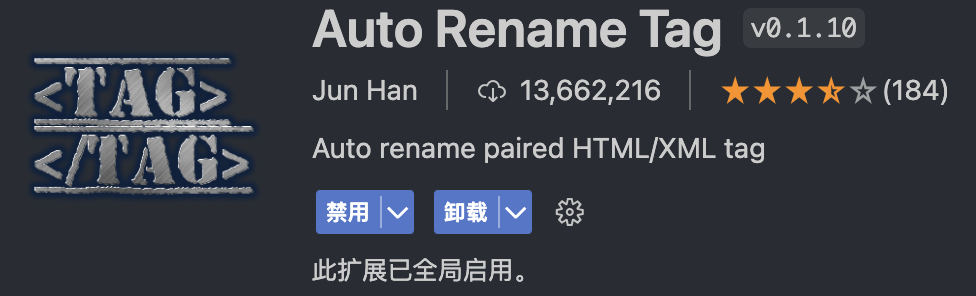 <TAG>
</TAG>
Auto Rename Tag v0.1.10
Jun Han 13,662,216 (184)
Auto rename paired HTML/XML tag
禁用 卸载
此扩展已全局启用。